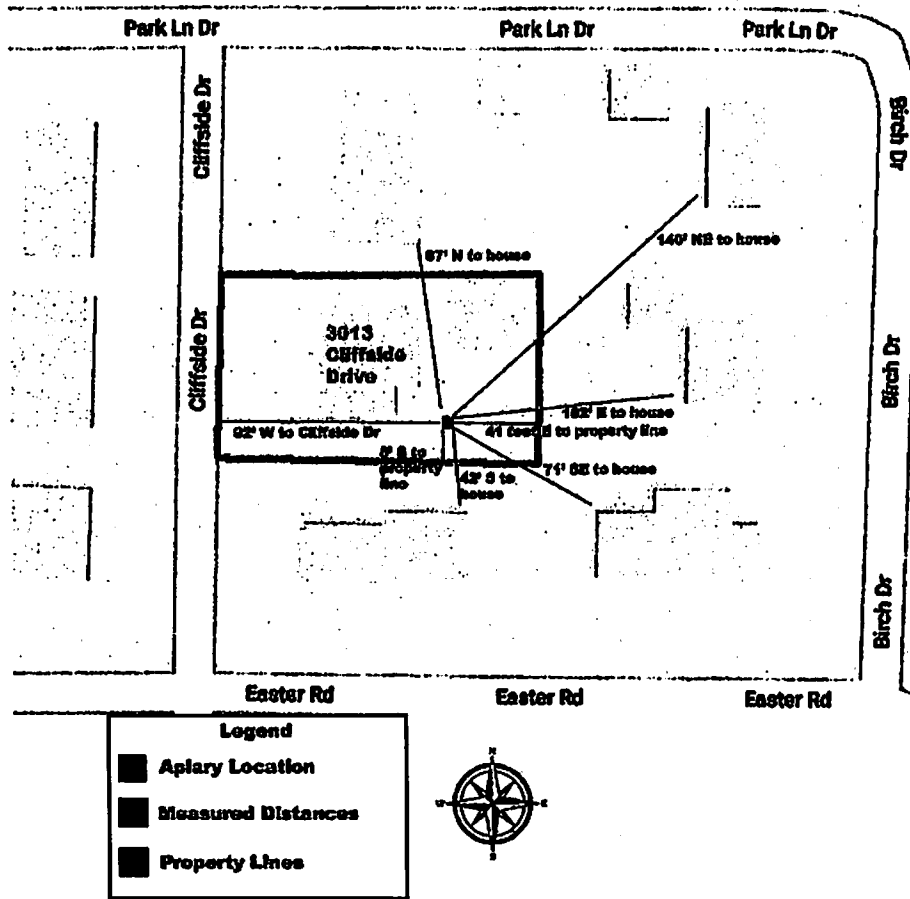 Park Ln Dr
Park Ln Dr
Park Ln Dr
Cliffside Dr
Birch Dr
140' NE to house
67' N to house
3013
Cliffside
Drive
Cliffside Dr
Birch Dr
E to house
92' W to Cliffside Dr
41 feet E to property line
S to
property
line
42' S to
house
71' SE to house
Birch Dr
Easter Rd
Easter Rd
Easter Rd
Legend
Apiary Location
Measured Distances
Property Lines
N
W
E
S